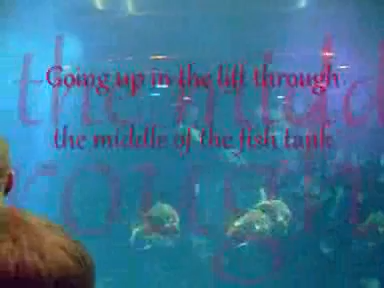 Going up in the lift through
the middle of the fish tank